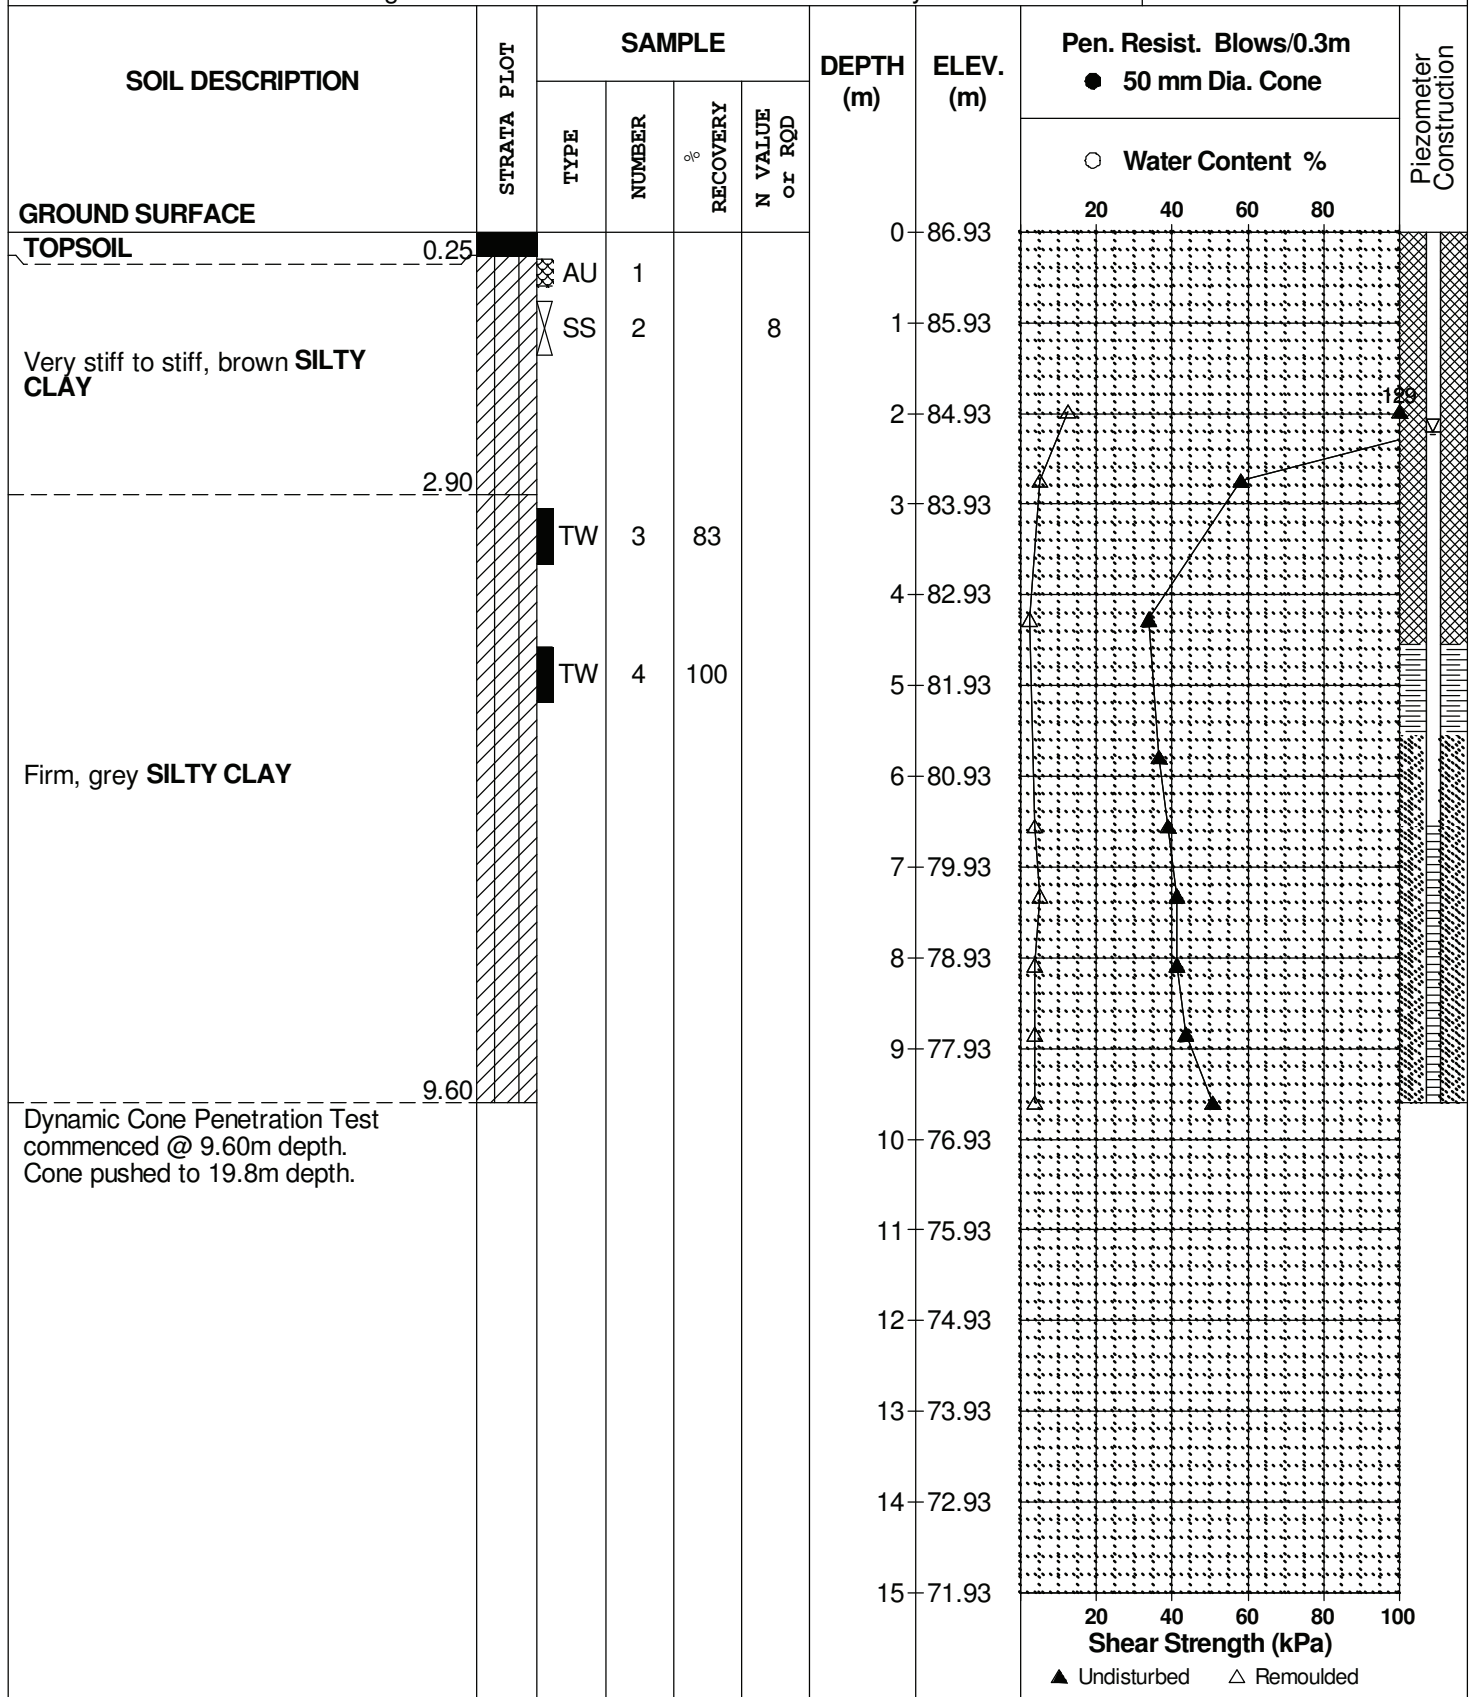 SOIL DESCRIPTION
GROUND SURFACE
STRATA PLOT
SAMPLE
TYPE
NUMBER
%
RECOVERY
N VALUE
or RQD
DEPTH
(m)
ELEV.
(m)
Pen. Resist. Blows/0.3m
● 50 mm Dia. Cone
○ Water Content %
20 40 60 80
Piezometer
Construction
TOPSOIL 0.25
Very stiff to stiff, brown SILTY
CLAY
2.90
Firm, grey SILTY CLAY
9.60
Dynamic Cone Penetration Test
commenced @ 9.60m depth.
Cone pushed to 19.8m depth.
AU 1
SS 2 8
TW 3 83
TW 4 100
0 86.93
1 85.93
2 84.93
3 83.93
4 82.93
5 81.93
6 80.93
7 79.93
8 78.93
9 77.93
10 76.93
11 75.93
12 74.93
13 73.93
14 72.93
15 71.93
129
20 40 60 80 100
Shear Strength (kPa)
▲ Undisturbed △ Remoulded